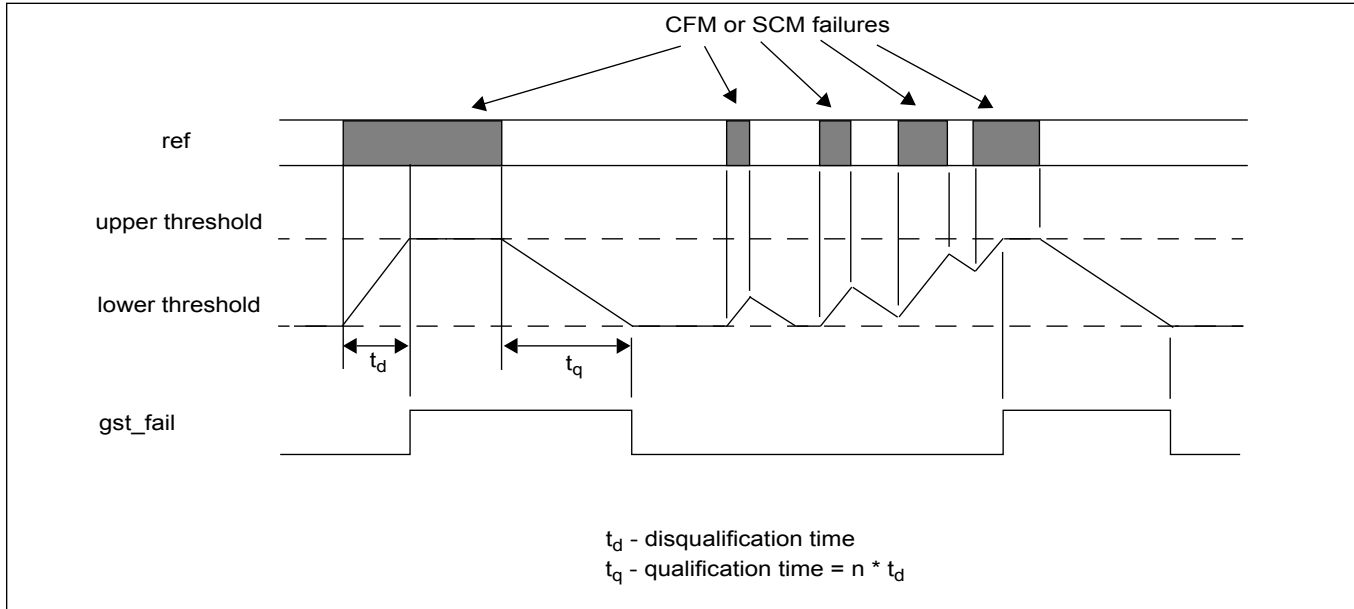 CFM or SCM failures
ref
upper threshold
lower threshold
td
tq
gst_fail
td - disqualification time
tq - qualification time = n * td